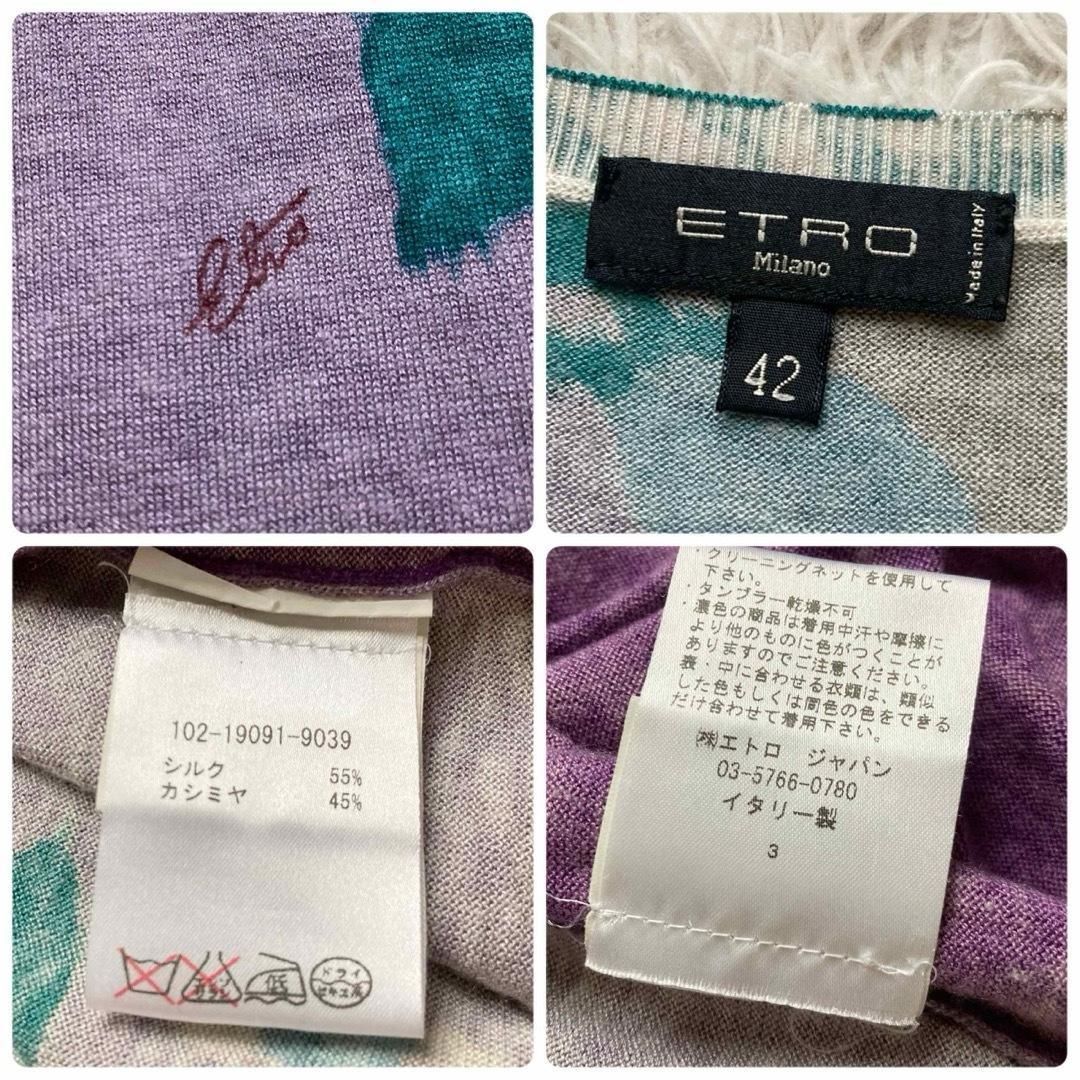 Etro
ETRO
Milano
Made in Italy
42
102-19091-9039
シルク 55%
カシミヤ 45%
低
ドライ
セキユ系
クリーニングネットを使用して
下さい。
・タンブラー乾燥不可
・濃色の商品は着用中汗や摩擦に
より他のものに色がつくことが
ありますのでご注意ください。
表・中に合わせる衣類は、類似
した色もしくは同色の色をできる
だけ合わせて着用下さい。
㈱エトロ ジャパン
03-5766-0780
イタリー製
3